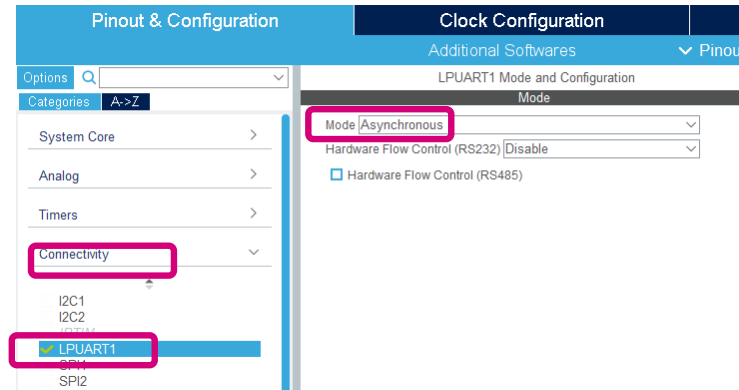 Pinout & Configuration
Clock Configuration
Additional Softwares
Pinou
Options
Categories
A->Z
System Core
Analog
Timers
Connectivity
I2C1
I2C2
LPUART1
SPI1
SPI2
LPUART1 Mode and Configuration
Mode
Mode Asynchronous
Hardware Flow Control (RS232) Disable
Hardware Flow Control (RS485)